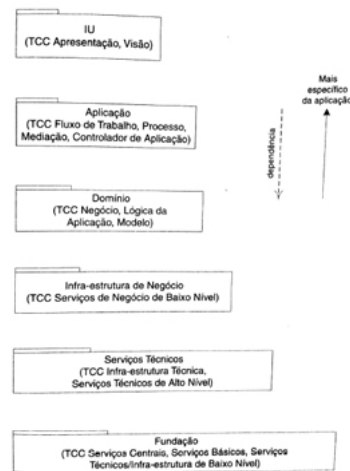 IU
(TCC Apresentação, Visão)
Mais
específico
da aplicação
Aplicação
(TCC Fluxo de Trabalho, Processo,
Mediação, Controlador de Aplicação)
dependência
Domínio
(TCC Negócio, Lógica da
Aplicação, Modelo)
Infra-estrutura de Negócio
(TCC Serviços de Negócio de Baixo Nível)
Serviços Técnicos
(TCC Infra-estrutura Técnica,
Serviços Técnicos de Alto Nível)
Fundação
(TCC Serviços Centrais, Serviços Básicos, Serviços
Técnicos/Infra-estrutura de Baixo Nível)